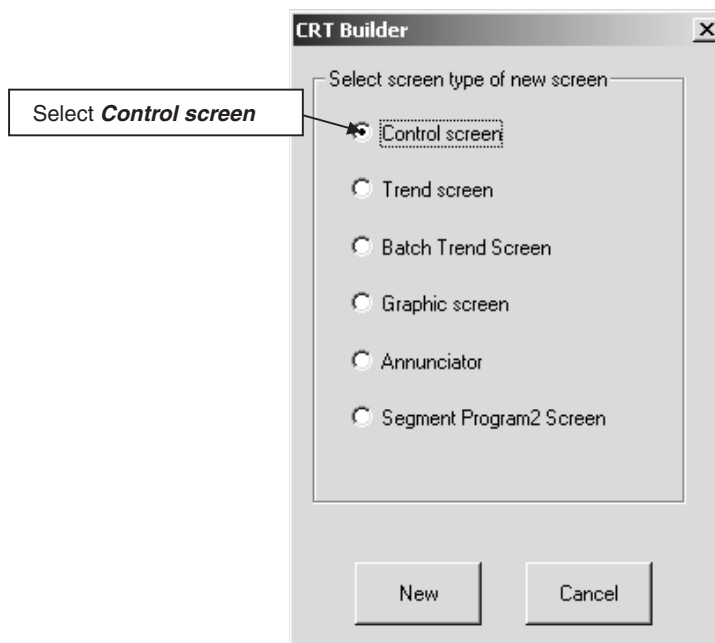 CRT Builder
Select screen type of new screen
Select Control screen
Control screen
Trend screen
Batch Trend Screen
Graphic screen
Annunciator
Segment Program2 Screen
New Cancel